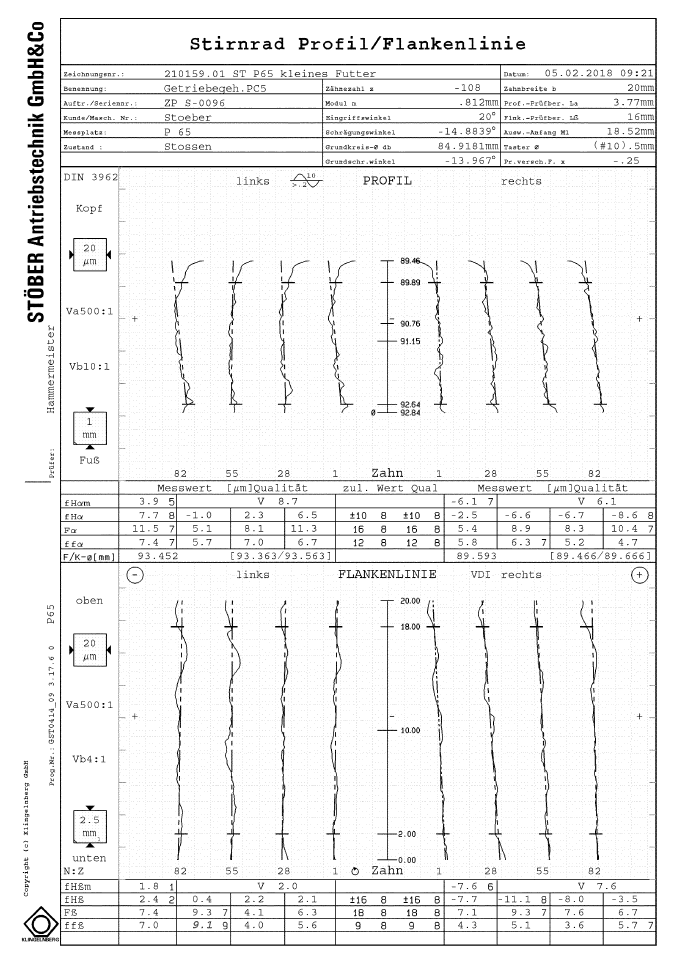 Stirnrad Profil/Flankenlinie
Zeichnungsnr.: 210159.01 ST P65 kleines Futter Datum: 05.02.2018 09:21
Benennung: Getriebegeh.PC5 Zähnezahl z -108 Zahnbreite b 20mm
Auftr./Seriennr.: ZP S-0096 Modul m .812mm Prof.-Prüfber. La 3.77mm
Kunde/Masch. Nr.: Stoeber Eingriffswinkel 20° Flnk.-Prüfber. Lß 16mm
Messplatz: P 65 Schrägungswinkel -14.8839° Ausw.-Anfang M1 18.52mm
Zustand : Stossen Grundkreis-Ø db 84.9181mm Taster Ø (#10).5mm
Grundschr.winkel -13.967° Pr.versch.F. x -.25
DIN 3962 links 10 >.2 PROFIL rechts
Kopf
20
µm
Va500:1
Vb10:1
1
mm
Fuß
89.46
89.89
90.76
91.15
92.64
Ø 92.84
+ +
82 55 28 1 Zahn 1 28 55 82
Messwert [µm]Qualität zul. Wert Qual Messwert [µm]Qualität
fHαm 3.9 5 V 8.7 -6.1 7 V 6.1
fHα 7.7 8 -1.0 2.3 6.5 ±10 8 ±10 8 -2.5 -6.6 -6.7 -8.6 8
Fα 11.5 7 5.1 8.1 11.3 16 8 16 8 5.4 8.9 8.3 10.4 7
ffα 7.4 7 5.7 7.0 6.7 12 8 12 8 5.8 6.3 7 5.2 4.7
F/K-ø[mm] 93.452 [93.363/93.563] 89.593 [89.466/89.666]
- links FLANKENLINIE VDI rechts +
oben
20
µm
Va500:1
Vb4:1
2.5
mm
unten
20.00
18.00
10.00
2.00
0.00
+ +
N:Z 82 55 28 1 Zahn 1 28 55 82
fHßm 1.8 1 V 2.0 -7.6 6 V 7.6
fHß 2.4 2 0.4 2.2 2.1 ±16 8 ±16 8 -7.7 -11.1 8 -8.0 -3.5
Fß 7.4 9.3 7 4.1 6.3 18 8 18 8 7.1 9.3 7 7.6 6.7
ffß 7.0 9.1 9 4.0 5.6 9 8 9 8 4.3 5.1 3.6 5.7 7
STÖBER Antriebstechnik GmbH&Co
Prüfer: Hammermeister
Prog.Nr.: GST0414_09 3.17.6 0 P65
Copyright (c) Klingelnberg GmbH
KLINGELNBERG